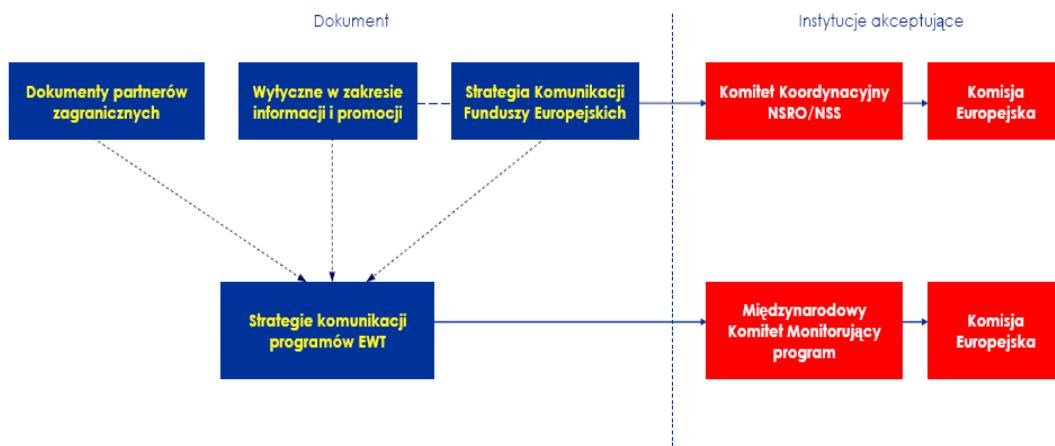 Dokument
Instytucje akceptujące
Dokumenty partnerów
zagranicznych
Wytyczne w zakresie
informacji i promocji
Strategia Komunikacji
Funduszy Europejskich
Komitet Koordynacyjny
NSRO/NSS
Komisja
Europejska
Strategie komunikacji
programów EWT
Międzynarodowy
Komitet Monitorujący
program
Komisja
Europejska